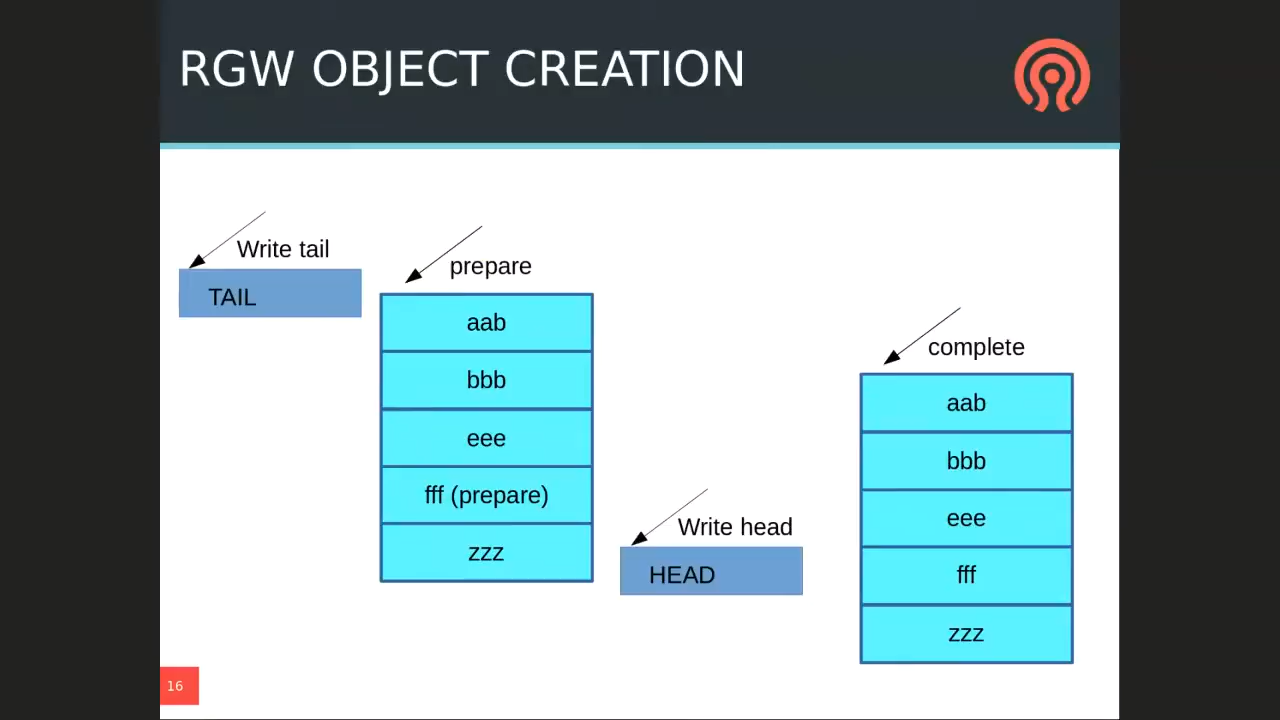 RGW OBJECT CREATION
Write tail
TAIL
prepare
aab
bbb
eee
fff (prepare)
zzz
Write head
HEAD
complete
aab
bbb
eee
fff
zzz
16